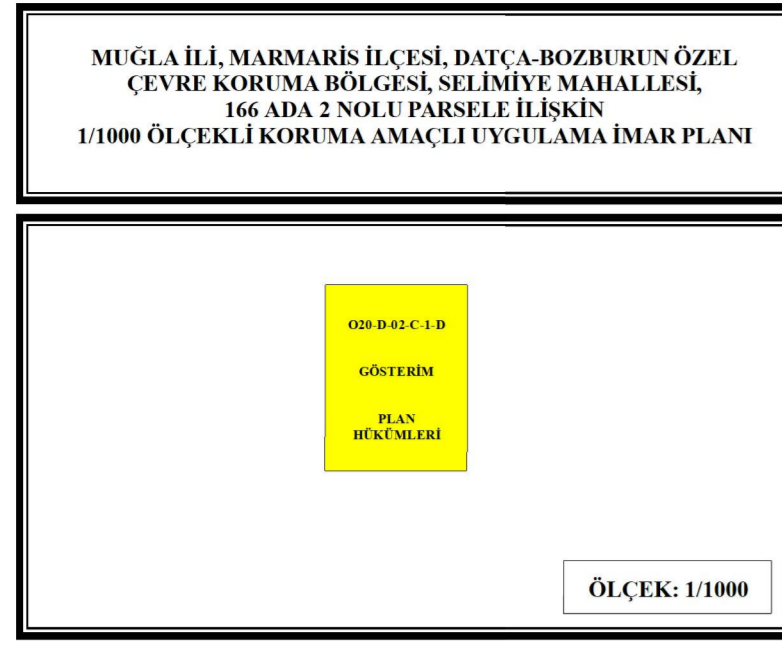 MUĞLA İLİ, MARMARİS İLÇESİ, DATÇA-BOZBURUN ÖZEL
ÇEVRE KORUMA BÖLGESİ, SELİMİYE MAHALLESİ,
166 ADA 2 NOLU PARSELE İLİŞKİN
1/1000 ÖLÇEKLİ KORUMA AMAÇLI UYGULAMA İMAR PLANI
O20-D-02-C-1-D
GÖSTERİM
PLAN
HÜKÜMLERİ
ÖLÇEK: 1/1000